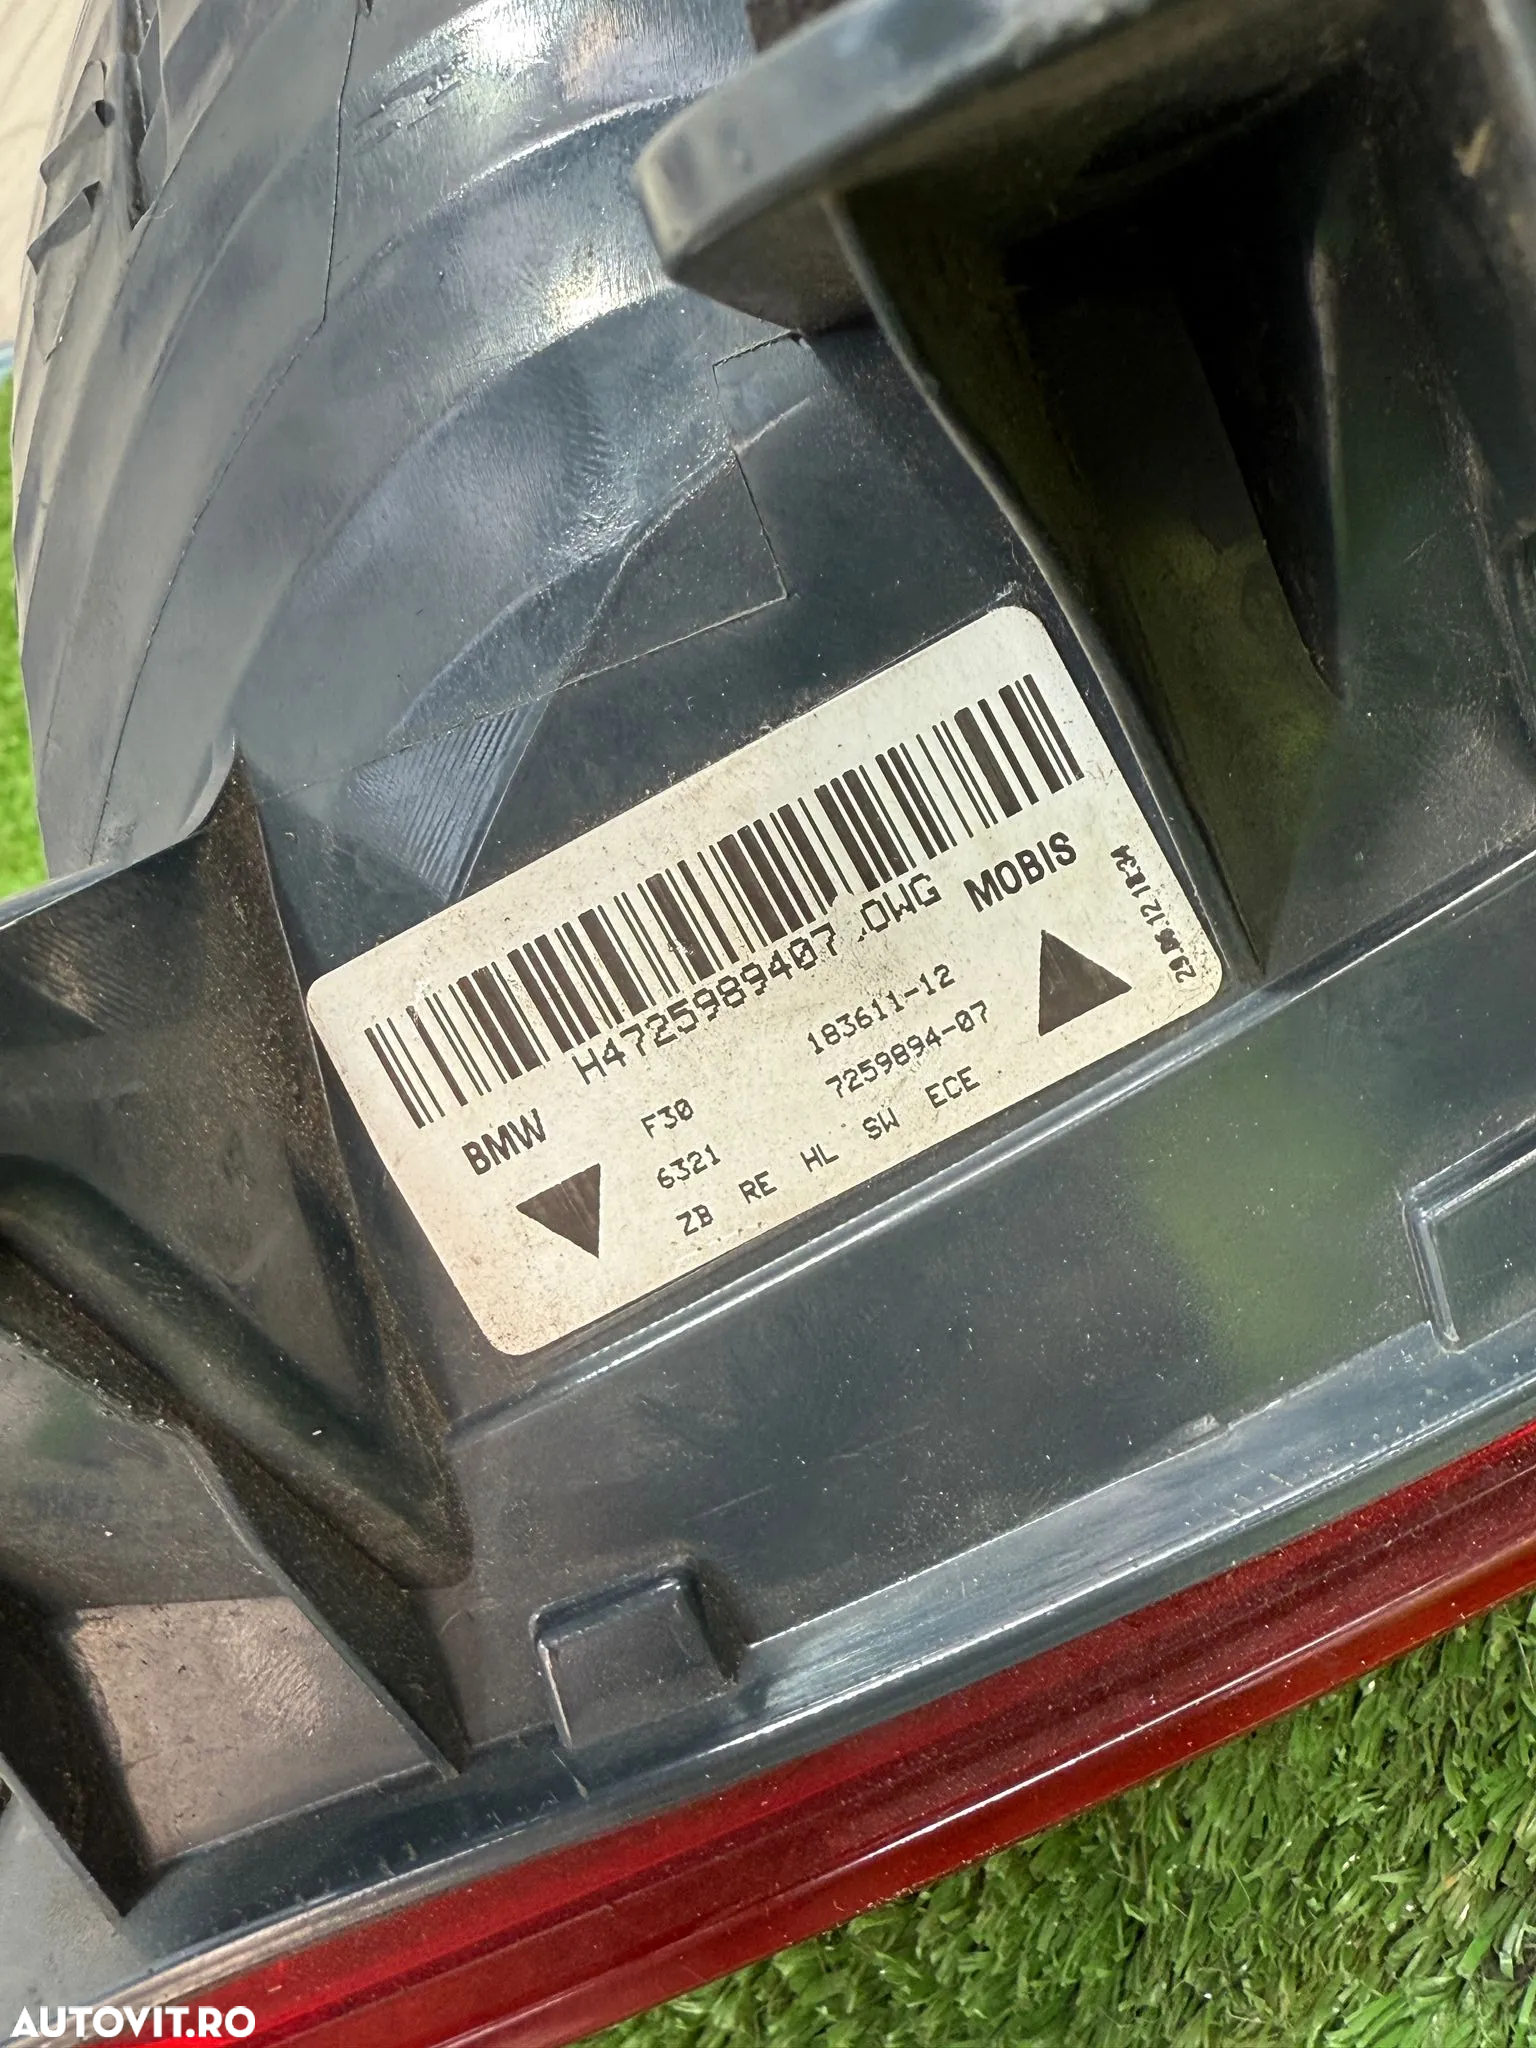 H4725989407 .DWG MOBIS
BMW F30 183611-12
6321 7259894-07
ZB RE HL SW ECE
AUTOVIT.RO